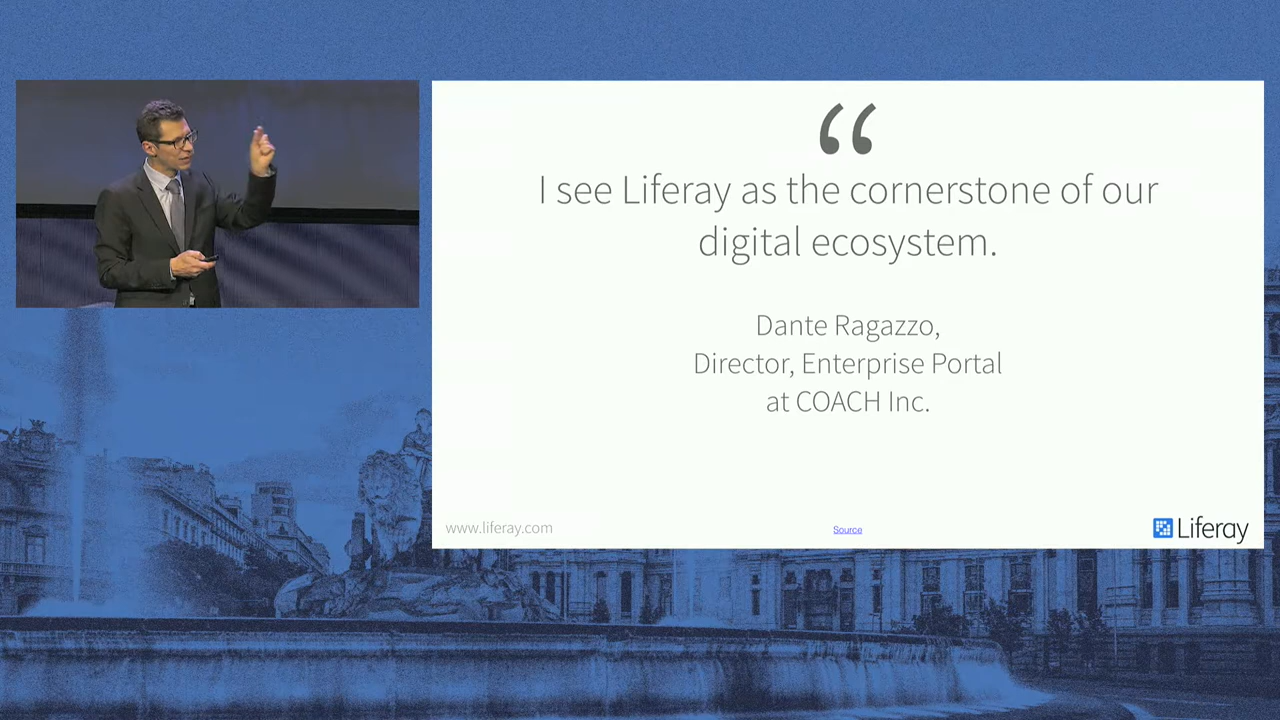 “
I see Liferay as the cornerstone of our
digital ecosystem.
Dante Ragazzo,
Director, Enterprise Portal
at COACH Inc.
www.liferay.com
Source
Liferay